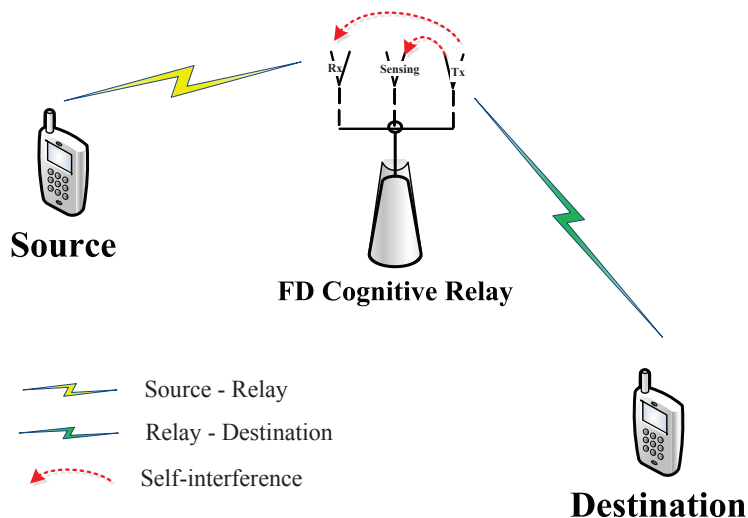 Rx
Sensing
Tx
Source
FD Cognitive Relay
Source - Relay
Relay - Destination
Self-interference
Destination